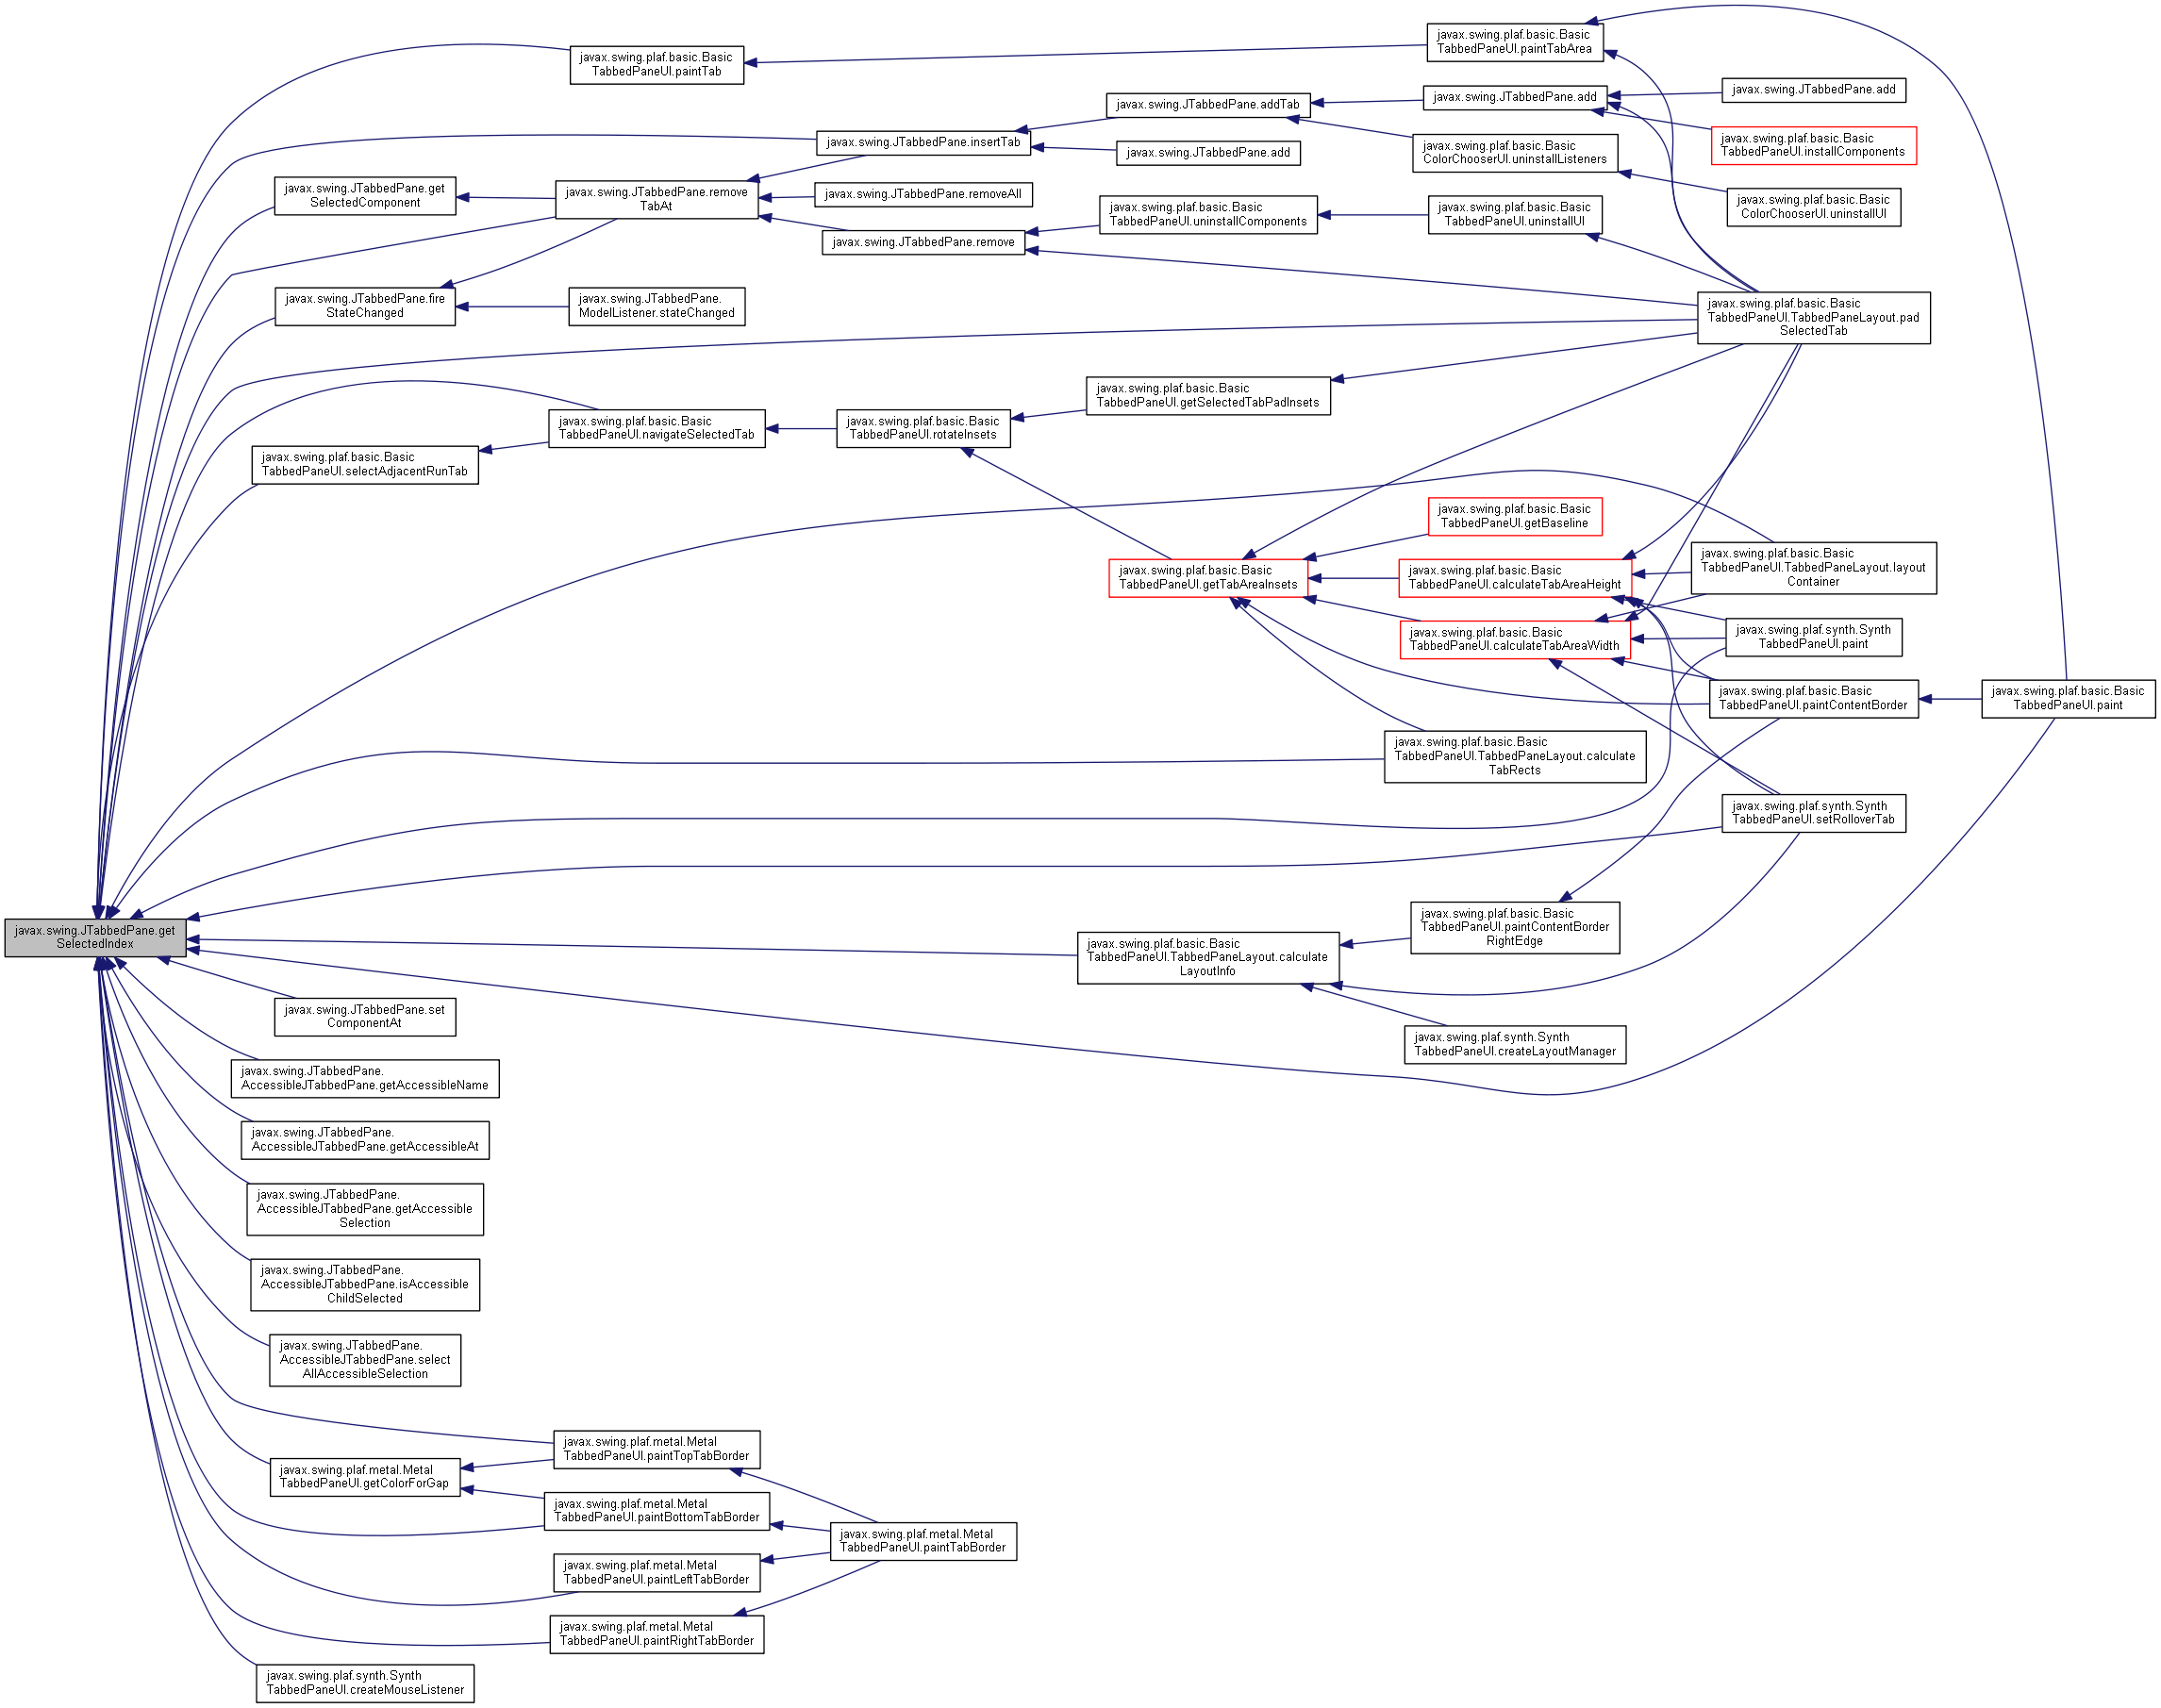 javax.swing.plaf.basic.Basic
TabbedPaneUI.paintTabArea
javax.swing.plaf.basic.Basic
TabbedPaneUI.paintTab
javax.swing.JTabbedPane.add
javax.swing.JTabbedPane.add
javax.swing.JTabbedPane.addTab
javax.swing.plaf.basic.Basic
TabbedPaneUI.installComponents
javax.swing.JTabbedPane.insertTab
javax.swing.JTabbedPane.add
javax.swing.plaf.basic.Basic
ColorChooserUI.uninstallListeners
javax.swing.JTabbedPane.get
SelectedComponent
javax.swing.JTabbedPane.remove
TabAt
javax.swing.JTabbedPane.removeAll
javax.swing.plaf.basic.Basic
ColorChooserUI.uninstallUI
javax.swing.plaf.basic.Basic
TabbedPaneUI.uninstallComponents
javax.swing.plaf.basic.Basic
TabbedPaneUI.uninstallUI
javax.swing.JTabbedPane.remove
javax.swing.JTabbedPane.fire
StateChanged
javax.swing.JTabbedPane.
ModelListener.stateChanged
javax.swing.plaf.basic.Basic
TabbedPaneUI.TabbedPaneLayout.pad
SelectedTab
javax.swing.plaf.basic.Basic
TabbedPaneUI.getSelectedTabPadInsets
javax.swing.plaf.basic.Basic
TabbedPaneUI.navigateSelectedTab
javax.swing.plaf.basic.Basic
TabbedPaneUI.rotateInsets
javax.swing.plaf.basic.Basic
TabbedPaneUI.selectAdjacentRunTab
javax.swing.plaf.basic.Basic
TabbedPaneUI.getBaseline
javax.swing.plaf.basic.Basic
TabbedPaneUI.getTabAreaInsets
javax.swing.plaf.basic.Basic
TabbedPaneUI.calculateTabAreaHeight
javax.swing.plaf.basic.Basic
TabbedPaneUI.TabbedPaneLayout.layout
Container
javax.swing.plaf.basic.Basic
TabbedPaneUI.calculateTabAreaWidth
javax.swing.plaf.synth.Synth
TabbedPaneUI.paint
javax.swing.plaf.basic.Basic
TabbedPaneUI.paintContentBorder
javax.swing.plaf.basic.Basic
TabbedPaneUI.paint
javax.swing.plaf.basic.Basic
TabbedPaneUI.TabbedPaneLayout.calculate
TabRects
javax.swing.plaf.synth.Synth
TabbedPaneUI.setRolloverTab
javax.swing.JTabbedPane.get
SelectedIndex
javax.swing.plaf.basic.Basic
TabbedPaneUI.paintContentBorder
RightEdge
javax.swing.plaf.basic.Basic
TabbedPaneUI.TabbedPaneLayout.calculate
LayoutInfo
javax.swing.JTabbedPane.set
ComponentAt
javax.swing.plaf.synth.Synth
TabbedPaneUI.createLayoutManager
javax.swing.JTabbedPane.
AccessibleJTabbedPane.getAccessibleName
javax.swing.JTabbedPane.
AccessibleJTabbedPane.getAccessibleAt
javax.swing.JTabbedPane.
AccessibleJTabbedPane.getAccessible
Selection
javax.swing.JTabbedPane.
AccessibleJTabbedPane.isAccessible
ChildSelected
javax.swing.JTabbedPane.
AccessibleJTabbedPane.select
AllAccessibleSelection
javax.swing.plaf.metal.Metal
TabbedPaneUI.paintTopTabBorder
javax.swing.plaf.metal.Metal
TabbedPaneUI.getColorForGap
javax.swing.plaf.metal.Metal
TabbedPaneUI.paintBottomTabBorder
javax.swing.plaf.metal.Metal
TabbedPaneUI.paintTabBorder
javax.swing.plaf.metal.Metal
TabbedPaneUI.paintLeftTabBorder
javax.swing.plaf.metal.Metal
TabbedPaneUI.paintRightTabBorder
javax.swing.plaf.synth.Synth
TabbedPaneUI.createMouseListener